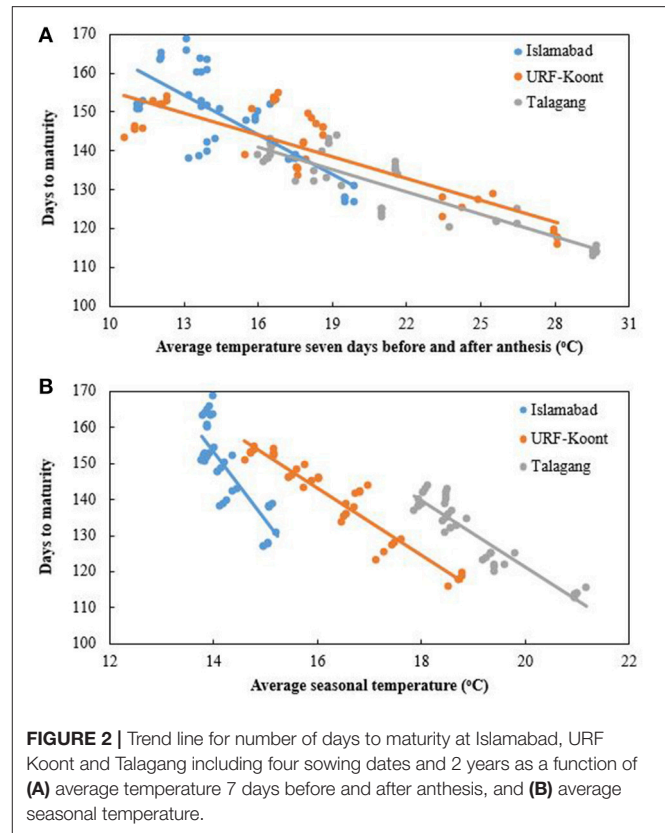 A
170
160
150
140
130
120
110
100
Days to maturity
Islamabad
URF-Koont
Talagang
10 13 16 19 22 25 28 31
Average temperature seven days before and after anthesis (°C)
B
170
160
150
140
130
120
110
100
Days to maturity
Islamabad
URF-Koont
Talagang
12 14 16 18 20 22
Average seasonal temperature (°C)
FIGURE 2 | Trend line for number of days to maturity at Islamabad, URF
Koont and Talagang including four sowing dates and 2 years as a function of
(A) average temperature 7 days before and after anthesis, and (B) average
seasonal temperature.